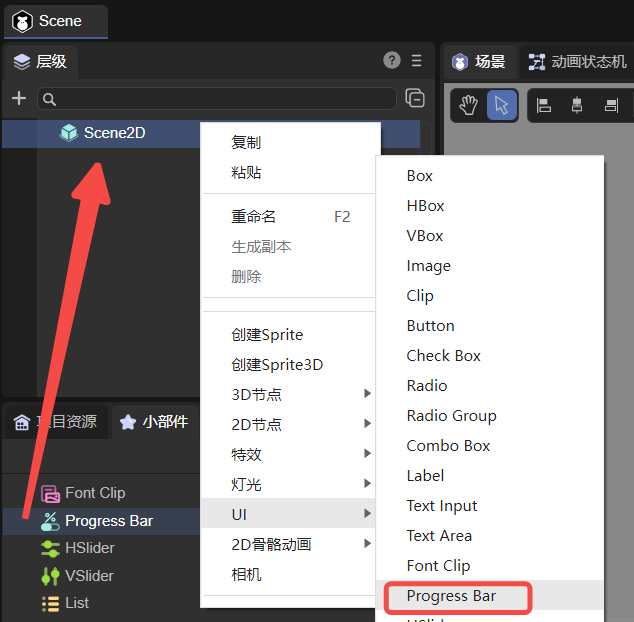 Scene
层级
场景
动画状态机
Scene2D
复制
粘贴
重命名 F2
生成副本
删除
创建Sprite
创建Sprite3D
3D节点
2D节点
特效
灯光
UI
2D骨骼动画
相机
Box
HBox
VBox
Image
Clip
Button
Check Box
Radio
Radio Group
Combo Box
Label
Text Input
Text Area
Font Clip
Progress Bar
HSlider
项目资源
小部件
Font Clip
Progress Bar
HSlider
VSlider
List